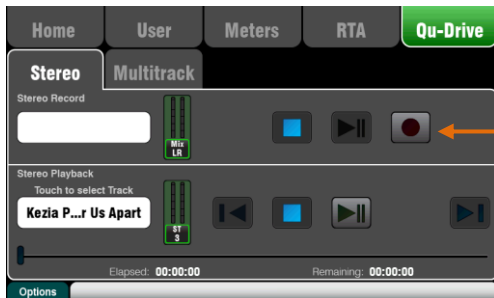 Home User Meters RTA Qu-Drive
Stereo Multitrack
Stereo Record
Mix
LR
Stereo Playback
Touch to select Track
Kezia P...r Us Apart
ST
3
Elapsed: 00:00:00 Remaining: 00:00:00
Options